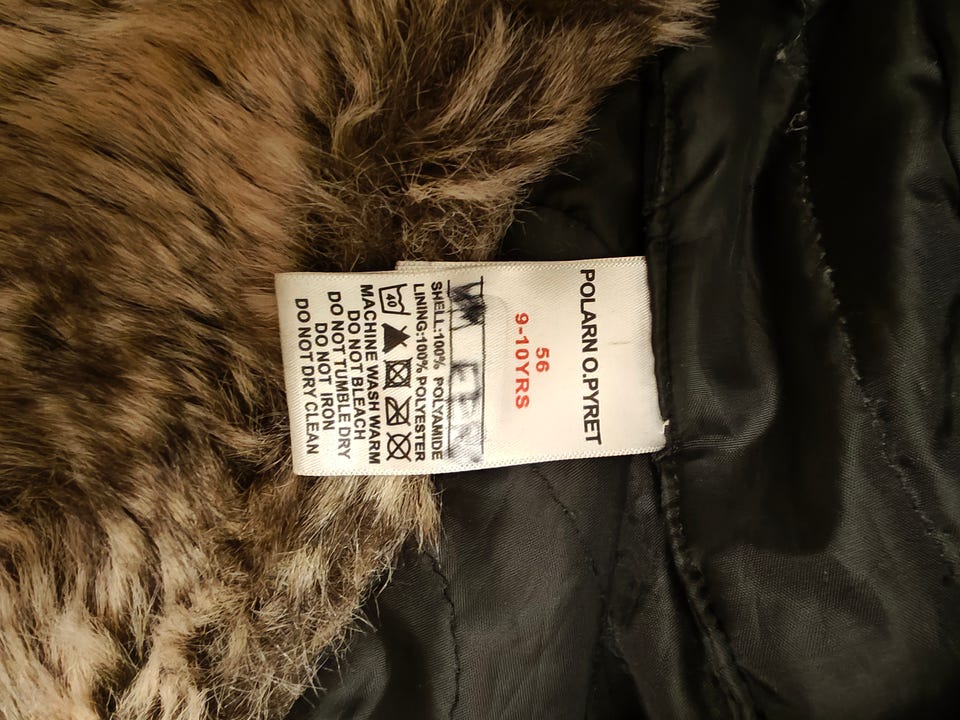 POLARN O.PYRET
56
9-10YRS
SHELL:100% POLYAMIDE
LINING:100% POLYESTER
40
MACHINE WASH WARM
DO NOT BLEACH
DO NOT TUMBLE DRY
DO NOT IRON
DO NOT DRY CLEAN